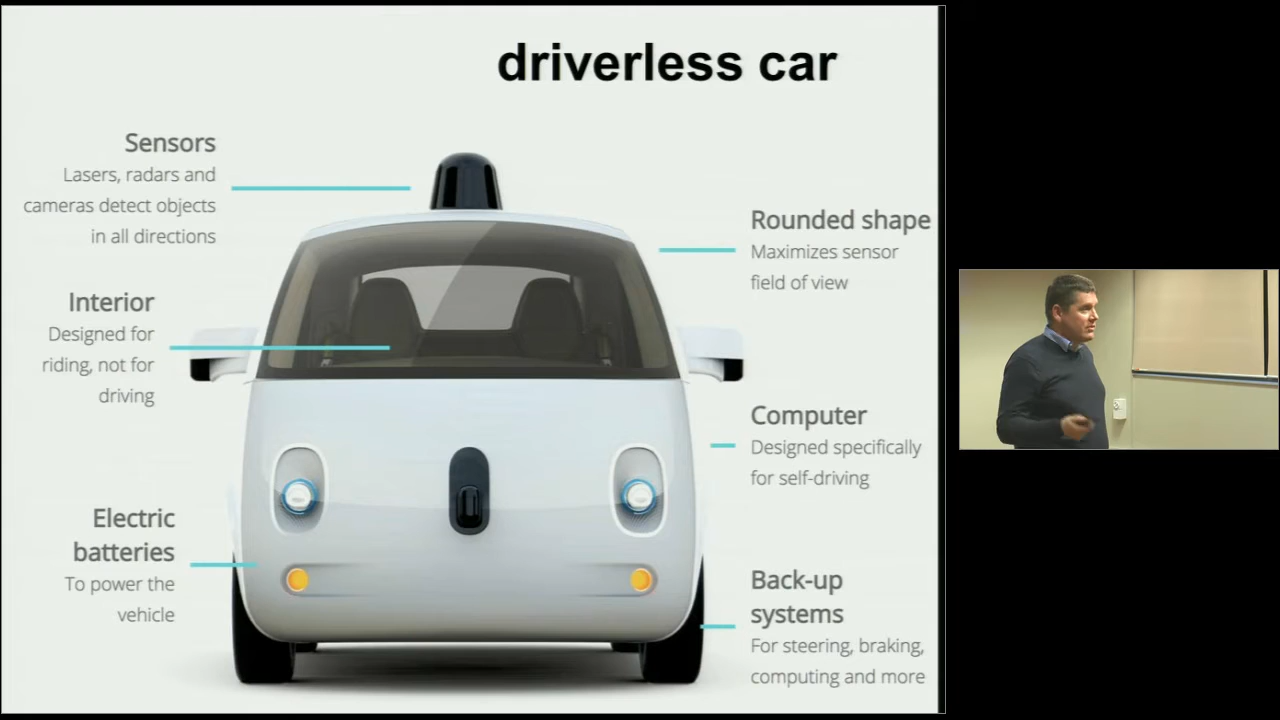 driverless car
Sensors
Lasers, radars and
cameras detect objects
in all directions
Interior
Designed for
riding, not for
driving
Electric
batteries
To power the
vehicle
Rounded shape
Maximizes sensor
field of view
Computer
Designed specifically
for self-driving
Back-up
systems
For steering, braking,
computing and more